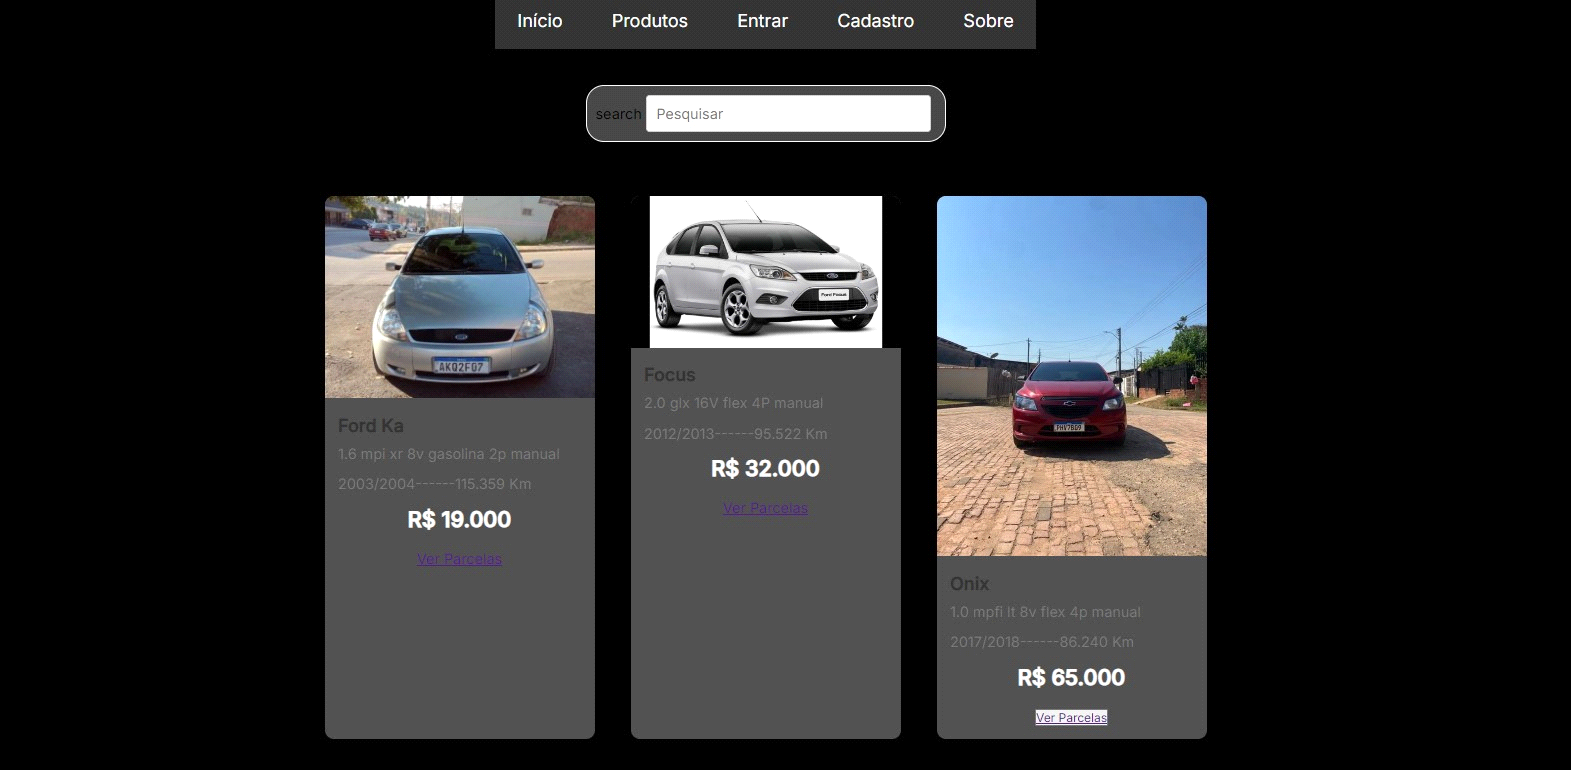 Início Produtos Entrar Cadastro Sobre
search Pesquisar
AKQ2F07
Ford Ka
1.6 mpi xr 8v gasolina 2p manual
2003/2004------115.359 Km
R$ 19.000
Ver Parcelas
Ford Focus
Focus
2.0 glx 16V flex 4P manual
2012/2013------95.522 Km
R$ 32.000
Ver Parcelas
Onix
1.0 mpfi lt 8v flex 4p manual
2017/2018------86.240 Km
R$ 65.000
Ver Parcelas